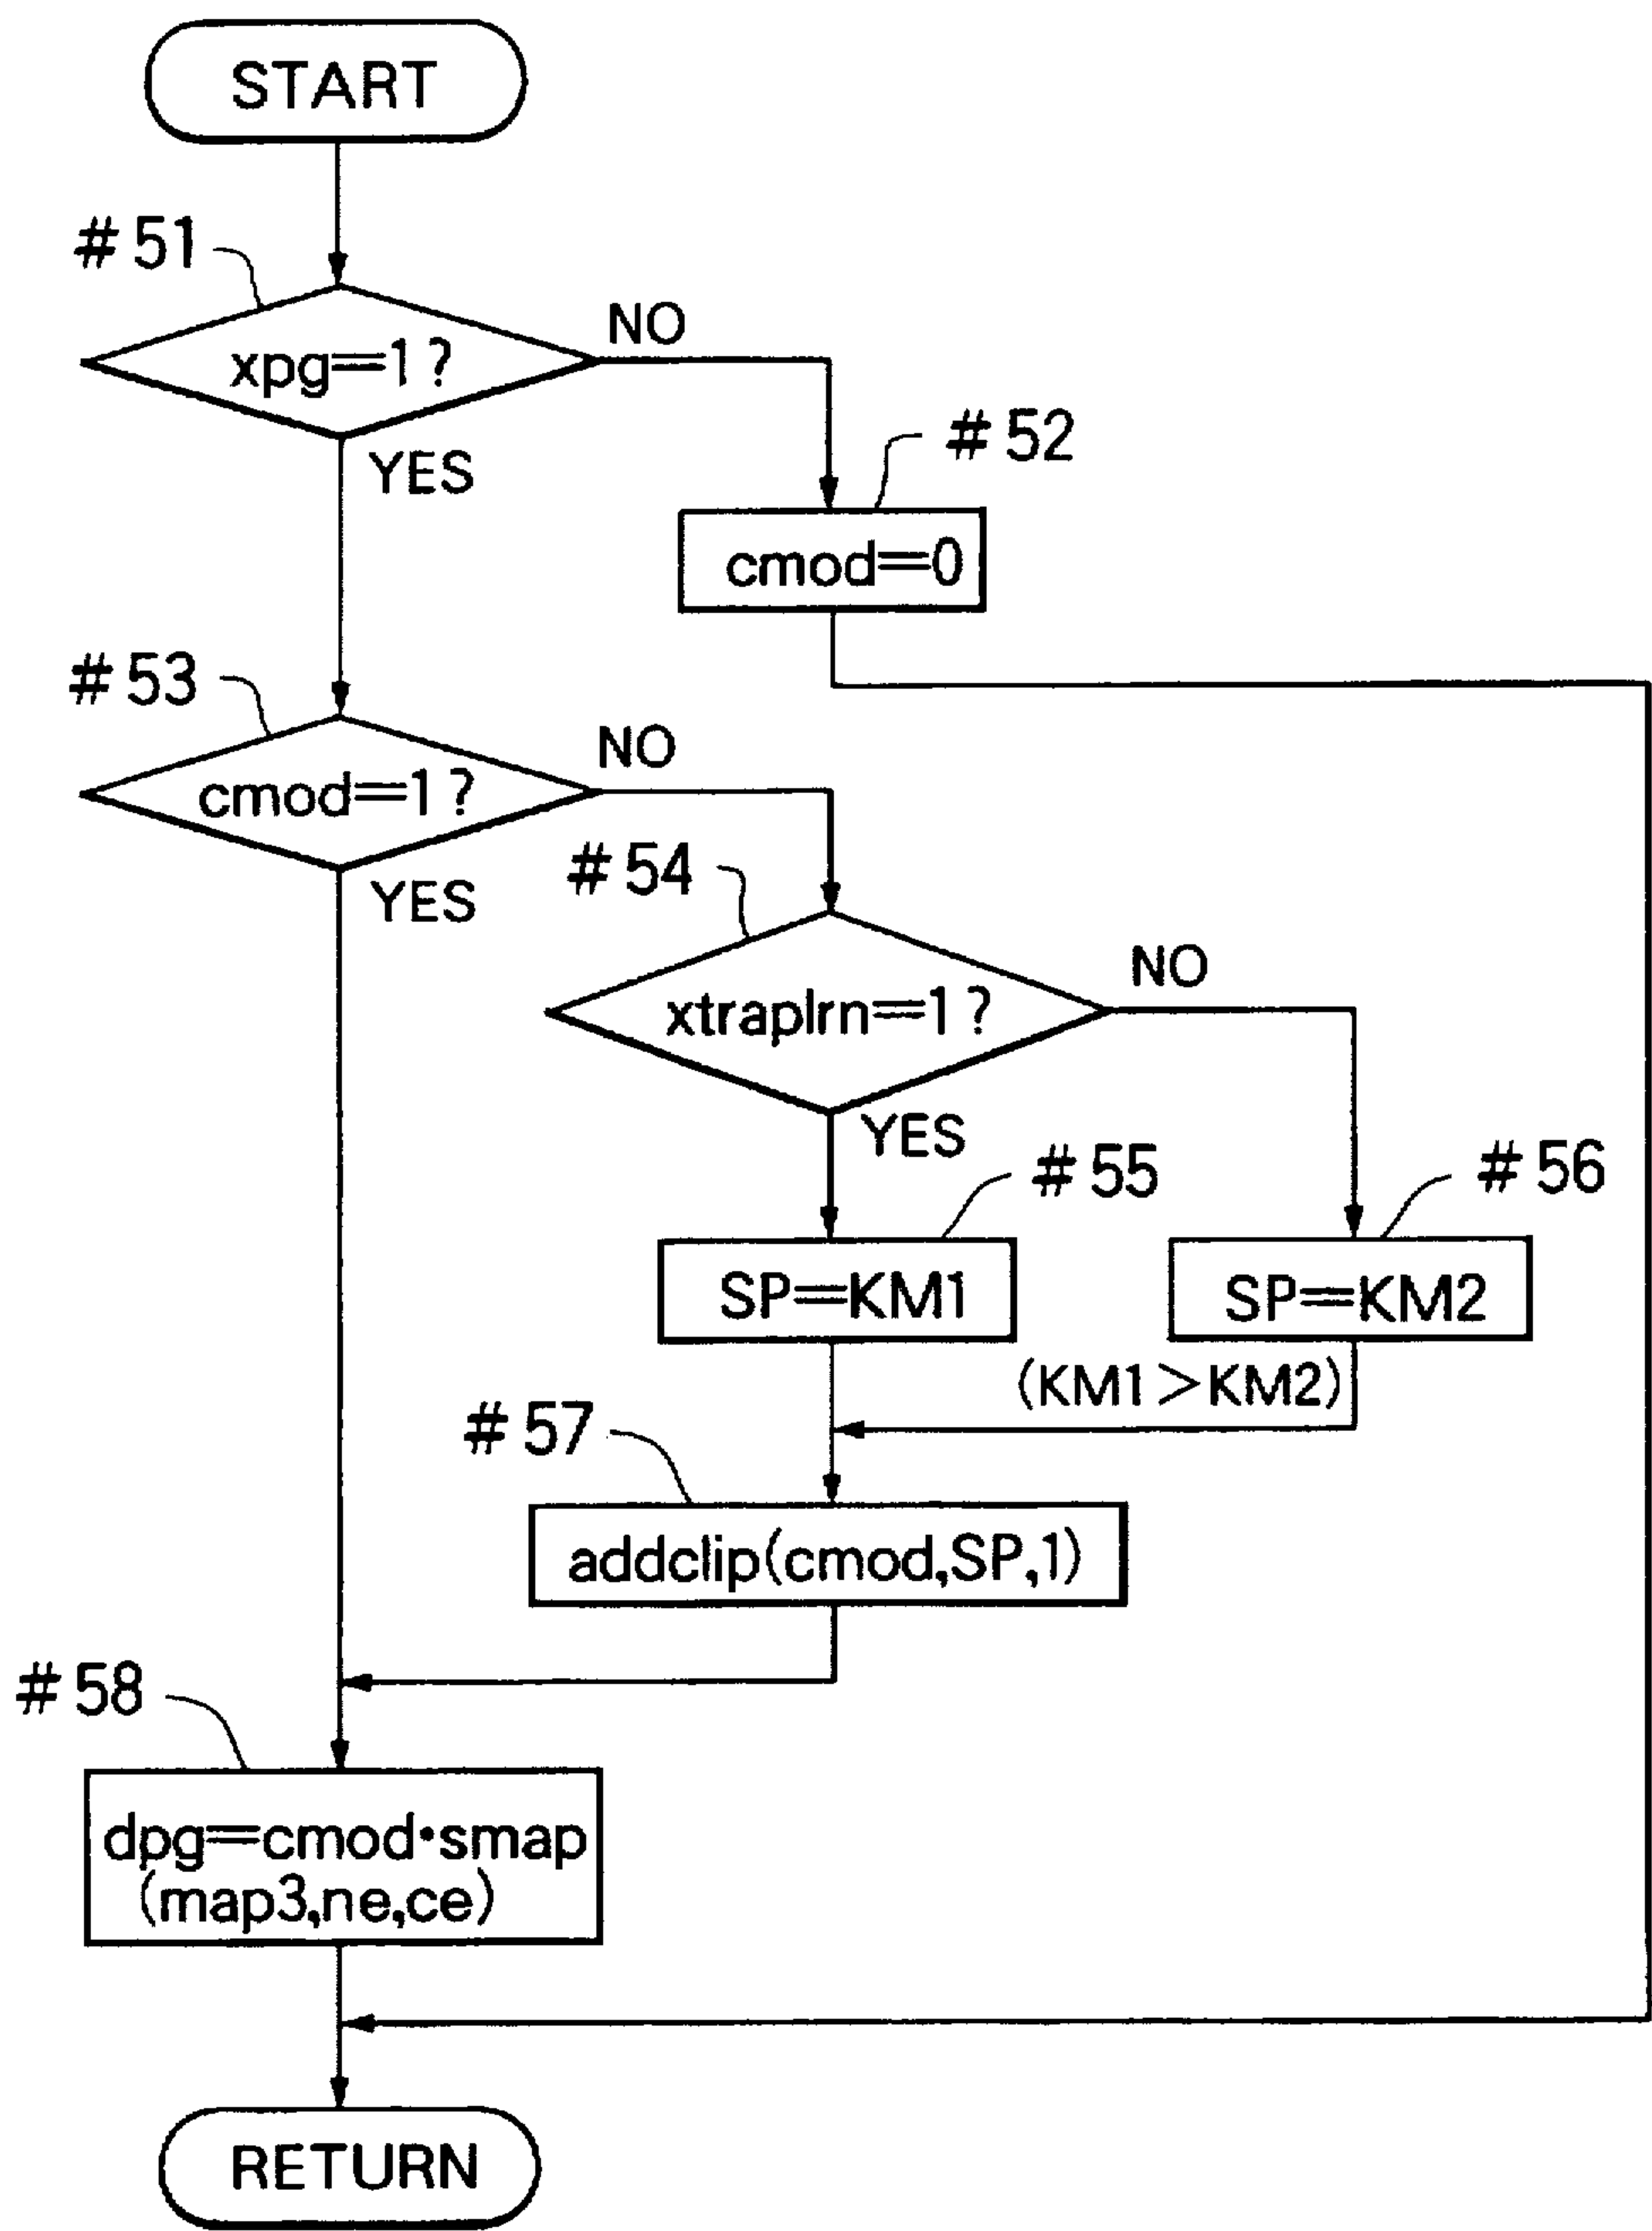 START
#51
xpg=1?
NO
YES
#52
cmod=0
#53
cmod=1?
NO
YES
#54
xtraplrn=1?
NO
YES
#55
#56
SP=KM1
SP=KM2
(KM1>KM2)
#57
addclip(cmod,SP,1)
#58
dpg=cmod·smap
(map3,ne,ce)
RETURN